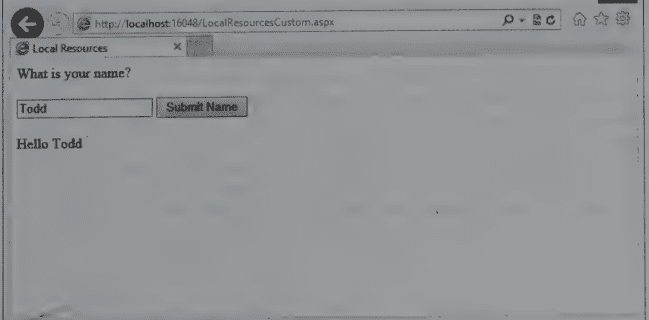 http://localhost:16048/LocalResourcesCustom.aspx
Local Resources
What is your name?
Todd Submit Name
Hello Todd